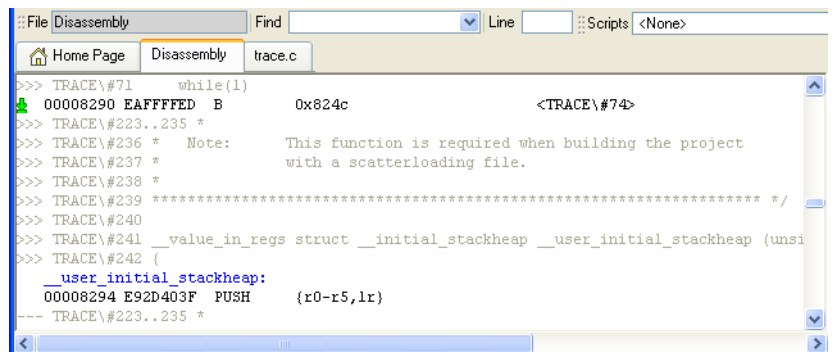 File Disassembly Find Line Scripts <None>
Home Page Disassembly trace.c
>>> TRACE\#71 while(1)
00008290 EAFFFFED B 0x824c <TRACE\#74>
>>> TRACE\#223..235 *
>>> TRACE\#236 * Note: This function is required when building the project
>>> TRACE\#237 * with a scatterloading file.
>>> TRACE\#238 *
>>> TRACE\#239 ********************************************************************* */
>>> TRACE\#240
>>> TRACE\#241 __value_in_regs struct __initial_stackheap __user_initial_stackheap (unsi
>>> TRACE\#242 {
__user_initial_stackheap:
00008294 E92D403F PUSH {r0-r5,lr}
--- TRACE\#223..235 *